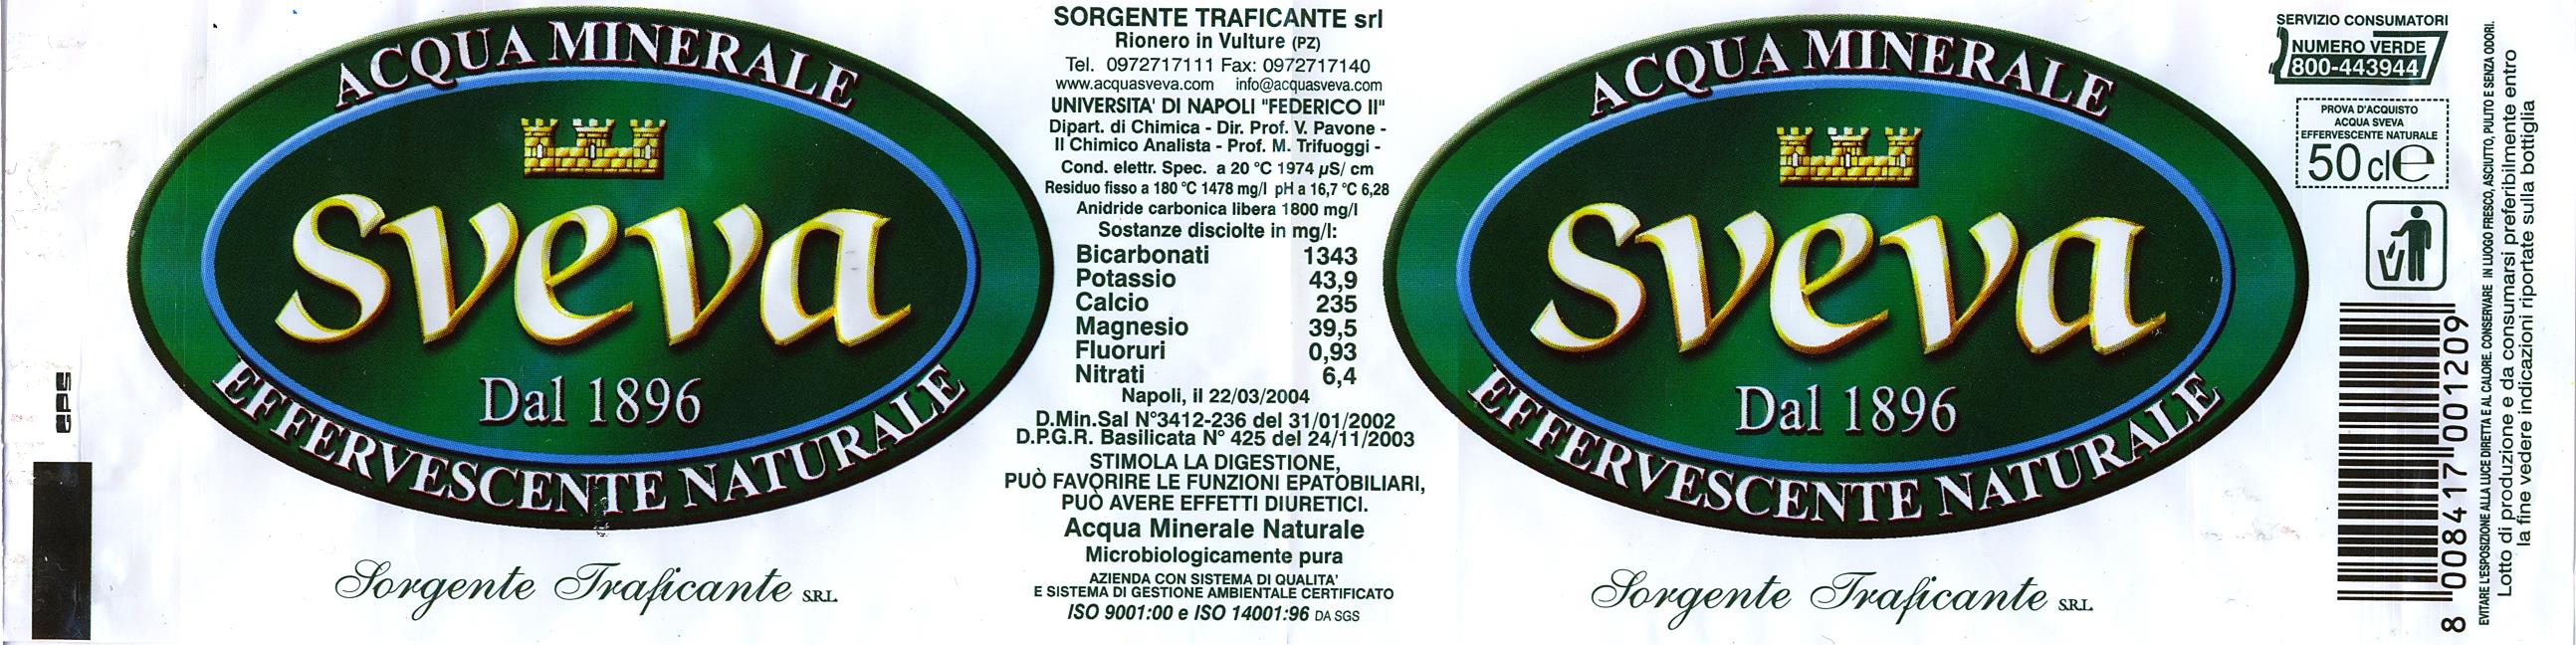 GPS
ACQUA MINERALE
sveva
Dal 1896
EFFERVESCENTE NATURALE
Sorgente Traficante S.R.L.
SORGENTE TRAFICANTE srl
Rionero in Vulture (PZ)
Tel. 0972717111 Fax: 0972717140
www.acquasveva.com info@acquasveva.com
UNIVERSITA' DI NAPOLI "FEDERICO II"
Dipart. di Chimica - Dir. Prof. V. Pavone -
Il Chimico Analista - Prof. M. Trifuoggi -
Cond. elettr. Spec. a 20 °C 1974 µS/ cm
Residuo fisso a 180 °C 1478 mg/l pH a 16,7 °C 6,28
Anidride carbonica libera 1800 mg/l
Sostanze disciolte in mg/l:
Bicarbonati 1343
Potassio 43,9
Calcio 235
Magnesio 39,5
Fluoruri 0,93
Nitrati 6,4
Napoli, il 22/03/2004
D.Min.Sal N°3412-236 del 31/01/2002
D.P.G.R. Basilicata N° 425 del 24/11/2003
STIMOLA LA DIGESTIONE,
PUÒ FAVORIRE LE FUNZIONI EPATOBILIARI,
PUÒ AVERE EFFETTI DIURETICI.
Acqua Minerale Naturale
Microbiologicamente pura
AZIENDA CON SISTEMA DI QUALITA'
E SISTEMA DI GESTIONE AMBIENTALE CERTIFICATO
ISO 9001:00 e ISO 14001:96 DA SGS
ACQUA MINERALE
sveva
Dal 1896
EFFERVESCENTE NATURALE
Sorgente Traficante S.R.L.
SERVIZIO CONSUMATORI
NUMERO VERDE
800-443944
PROVA D'ACQUISTO
ACQUA SVEVA
EFFERVESCENTE NATURALE
50 cl e
8 008417 001209
EVITARE L'ESPOSIZIONE ALLA LUCE DIRETTA E AL CALORE. CONSERVARE IN LUOGO FRESCO, ASCIUTTO, PULITO E SENZA ODORI.
Lotto di produzione e da consumarsi preferibilmente entro
la fine vedere indicazioni riportate sulla bottiglia